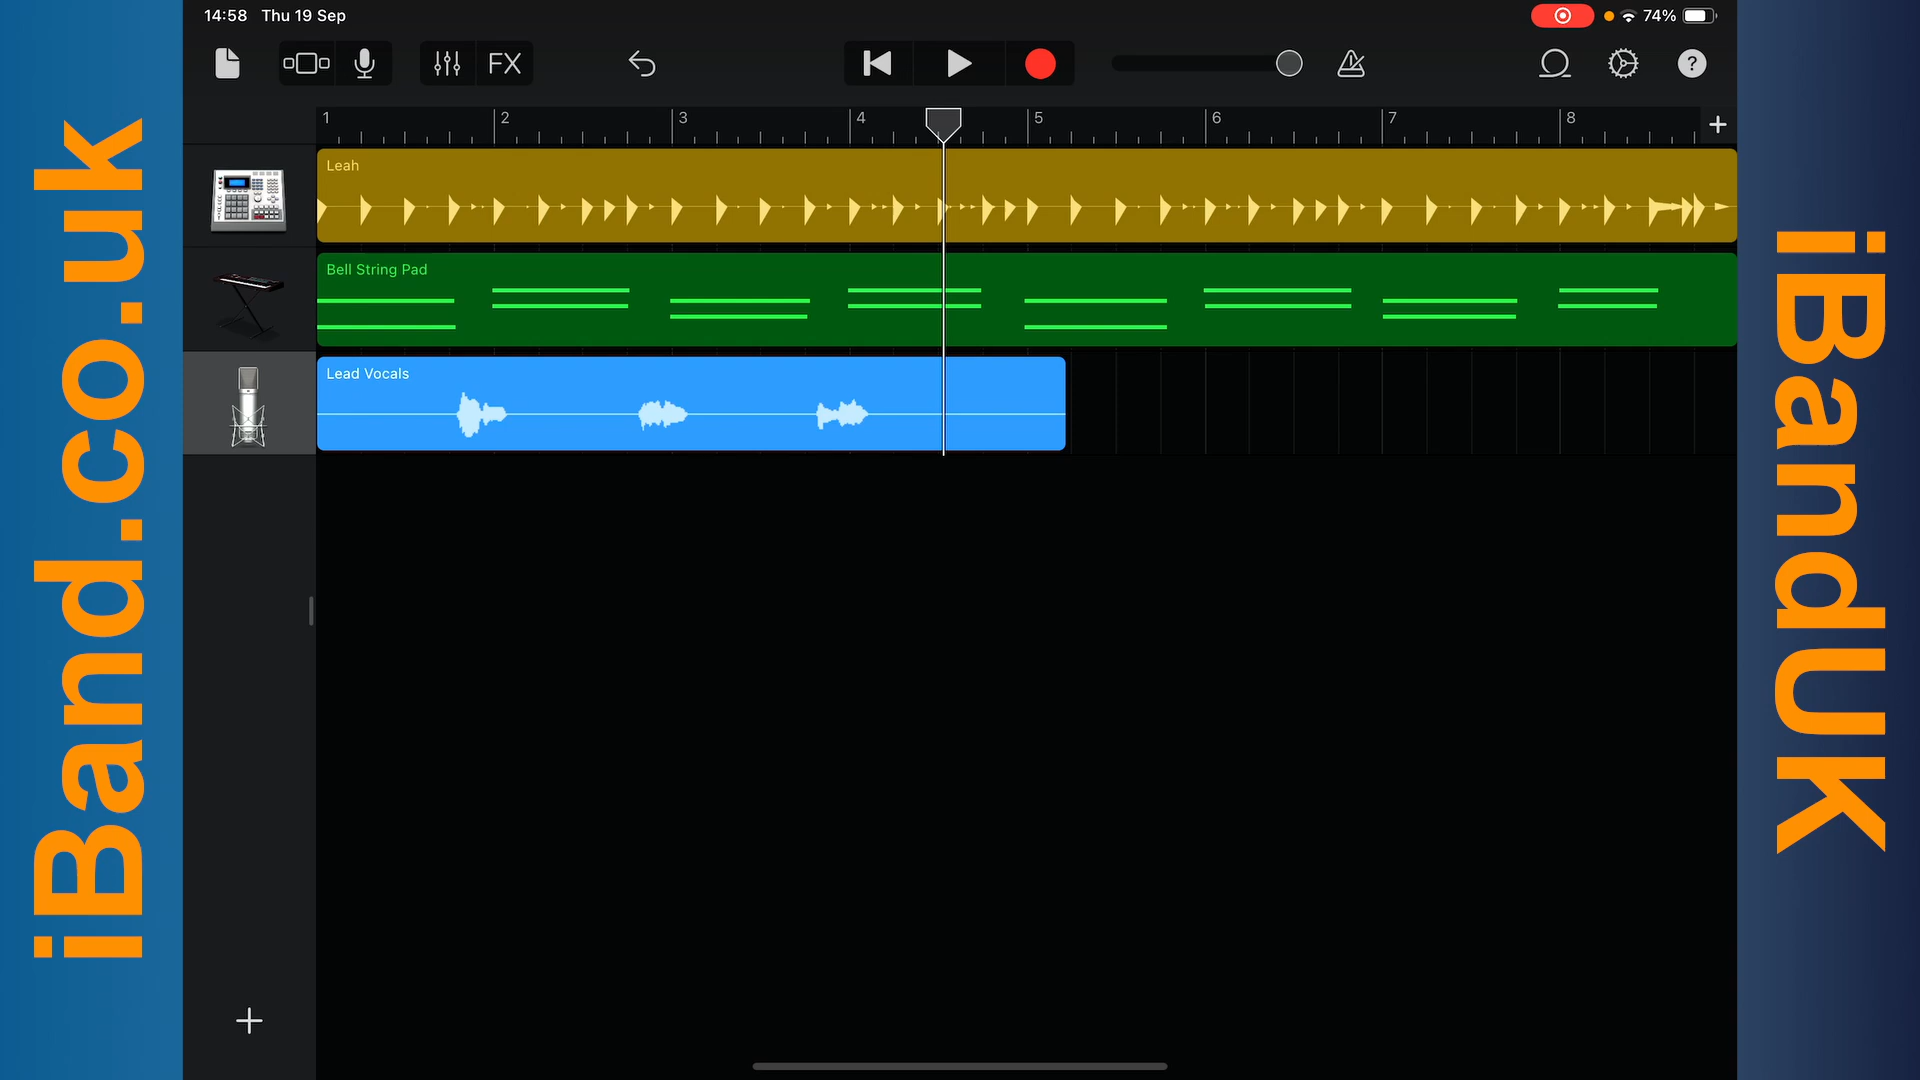 14:58 Thu 19 Sep
74%
FX
?
1 2 3 4 5 6 7 8
Leah
Bell String Pad
Lead Vocals
iBand.co.uk
iBandUK